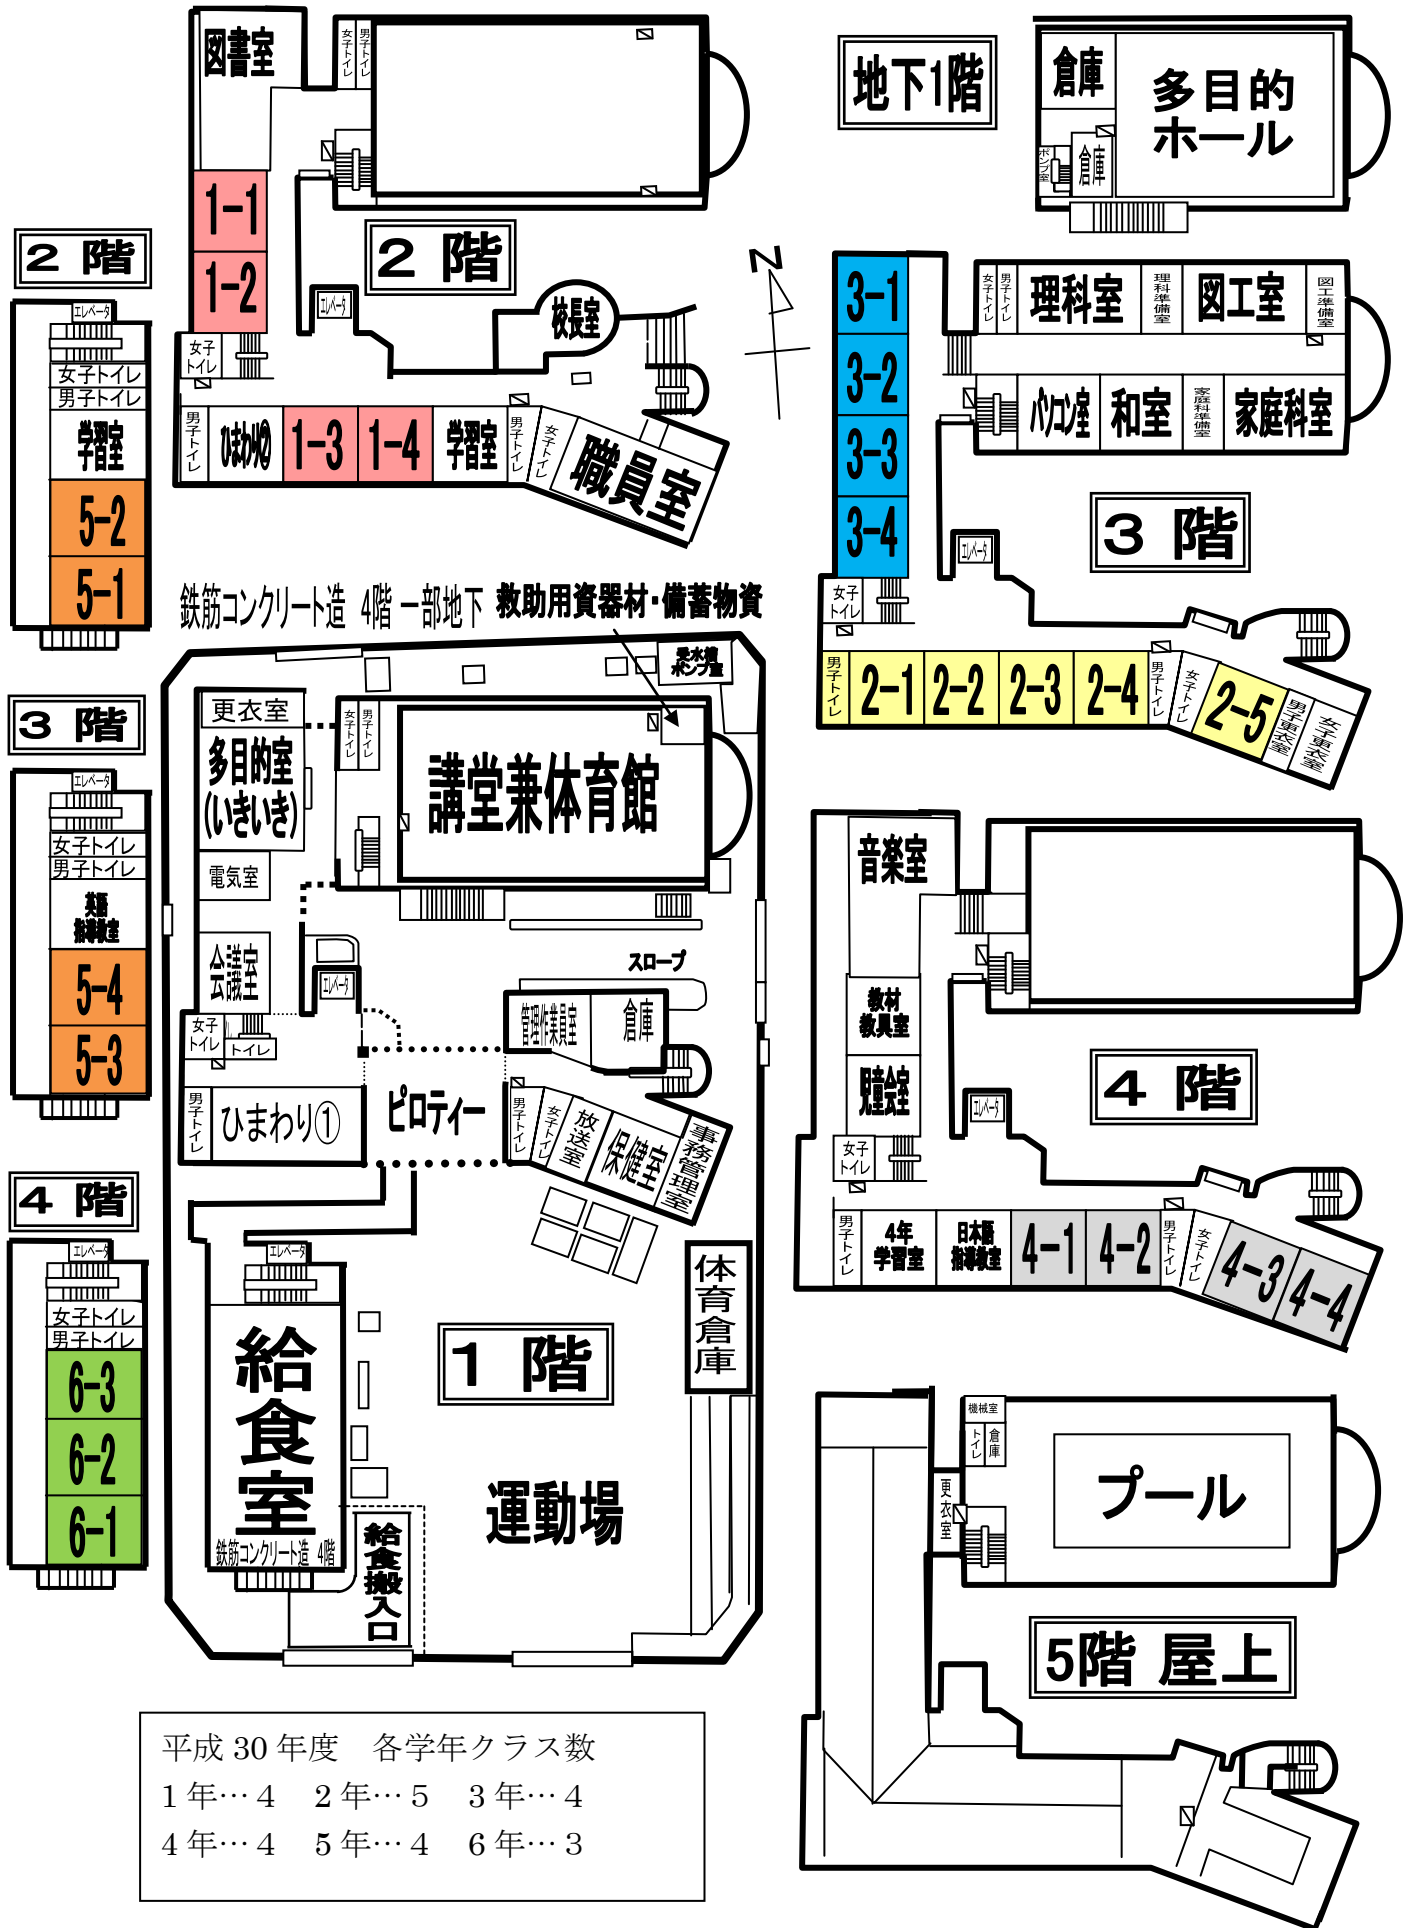 図書室
女子トイレ
男子トイレ
1-1
1-2
2 階
エレベータ
校長室
女子
トイレ
男子トイレ
ひまわり②
1-3
1-4
学習室
男子トイレ
女子トイレ
職員室
地下1階
倉庫
多目的
ホール
ポンプ室
倉庫
N
2 階
エレベータ
女子トイレ
男子トイレ
学習室
5-2
5-1
3-1
3-2
3-3
3-4
女子トイレ
男子トイレ
理科室
理科準備室
図工室
図工準備室
パソコン室
和室
家庭科準備室
家庭科室
3 階
エレベータ
女子
トイレ
男子トイレ
2-1
2-2
2-3
2-4
男子トイレ
女子トイレ
2-5
男子更衣室
女子更衣室
鉄筋コンクリート造 4階 一部地下
救助用資器材・備蓄物資
受水槽
ポンプ室
更衣室
多目的室
(いきいき)
女子トイレ
男子トイレ
講堂兼体育館
電気室
会議室
エレベータ
スロープ
管理作業員室
倉庫
女子
トイレ
トイレ
男子トイレ
ひまわり①
ピロティー
男子トイレ
女子トイレ
放送室
保健室
事務管理室
3 階
エレベータ
女子トイレ
男子トイレ
英語
指導教室
5-4
5-3
4 階
エレベータ
女子トイレ
男子トイレ
6-3
6-2
6-1
エレベータ
給食室
鉄筋コンクリート造 4階
1 階
体育倉庫
運動場
給食搬入口
音楽室
教材
教具室
児童会室
4 階
エレベータ
女子
トイレ
男子トイレ
4年
学習室
日本語
指導教室
4-1
4-2
男子トイレ
女子トイレ
4-3
4-4
機械室
トイレ
倉庫
更衣室
プール
5階 屋上
平成 30 年度 各学年クラス数
1 年…4 2 年…5 3 年…4
4 年…4 5 年…4 6 年…3